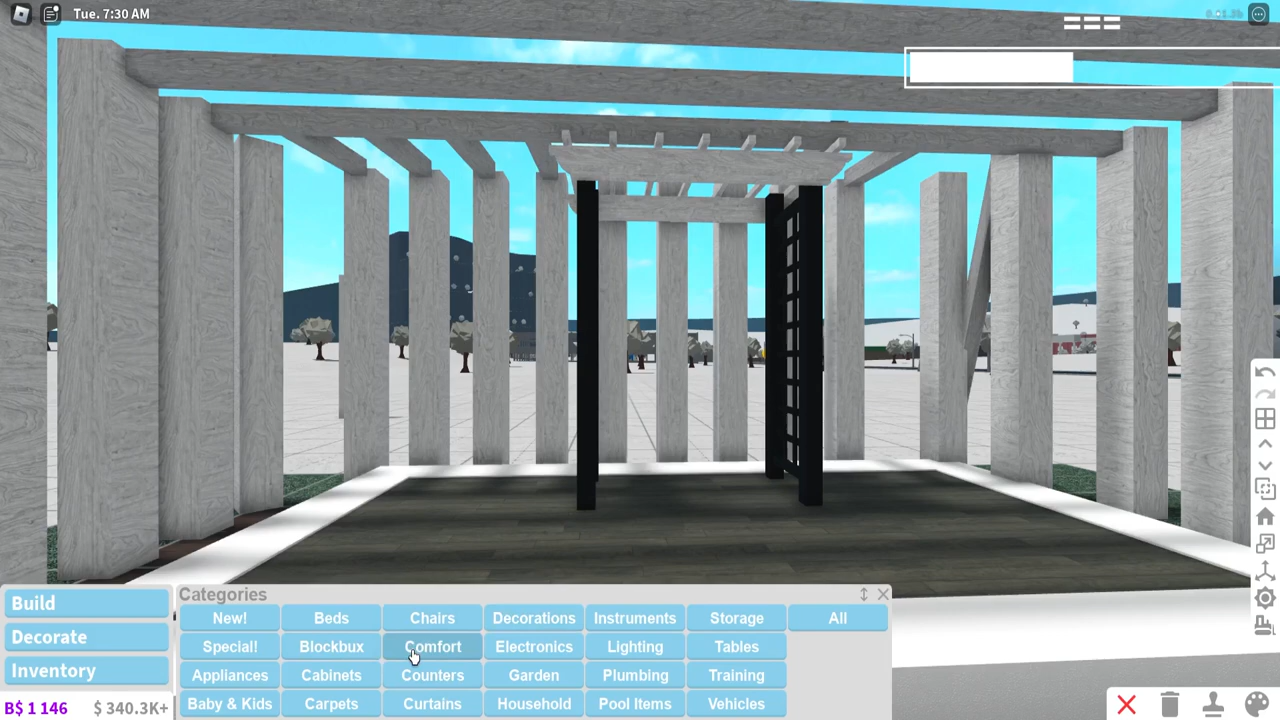 Tue. 7:30 AM
Categories
Build
Decorate
Inventory
B$ 1 146 $ 340.3K+
New! Beds Chairs Decorations Instruments Storage All
Special! Blockbux Comfort Electronics Lighting Tables
Appliances Cabinets Counters Garden Plumbing Training
Baby & Kids Carpets Curtains Household Pool Items Vehicles